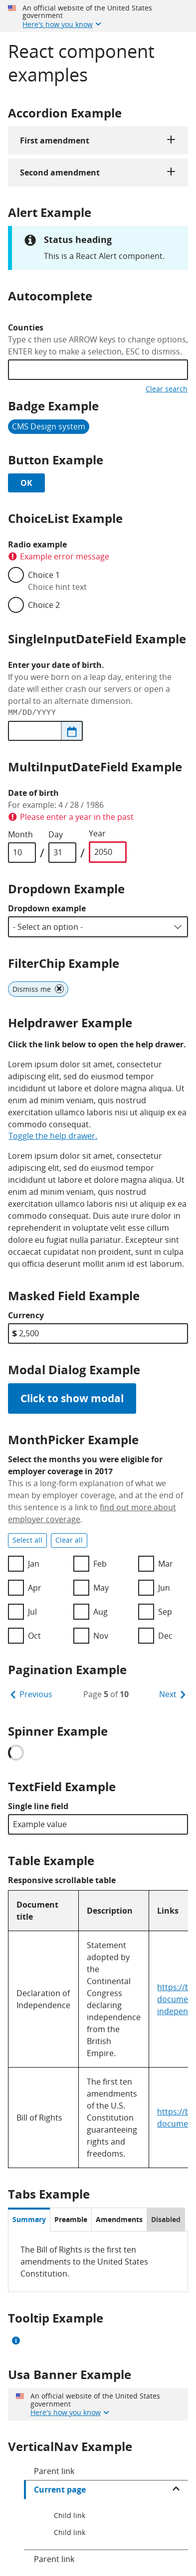 An official website of the United States
government
Here's how you know
React component
examples
Accordion Example
First amendment
Second amendment
Alert Example
Status heading
This is a React Alert component.
Autocomplete
Counties
Type c then use ARROW keys to change options,
ENTER key to make a selection, ESC to dismiss.
Clear search
Badge Example
CMS Design system
Button Example
OK
ChoiceList Example
Radio example
Example error message
Choice 1
Choice hint text
Choice 2
SingleInputDateField Example
Enter your date of birth.
If you were born on a leap day, entering the
date will either crash our servers or open a
portal to an alternate dimension.
MM/DD/YYYY
MultiInputDateField Example
Date of birth
For example: 4 / 28 / 1986
Please enter a year in the past
Month Day Year
10 / 31 / 2050
Dropdown Example
Dropdown example
- Select an option -
FilterChip Example
Dismiss me
Helpdrawer Example
Click the link below to open the help drawer.
Lorem ipsum dolor sit amet, consectetur
adipiscing elit, sed do eiusmod tempor
incididunt ut labore et dolore magna aliqua. Ut
enim ad minim veniam, quis nostrud
exercitation ullamco laboris nisi ut aliquip ex ea
commodo consequat.
Toggle the help drawer.
Lorem ipsum dolor sit amet, consectetur
adipiscing elit, sed do eiusmod tempor
incididunt ut labore et dolore magna aliqua. Ut
enim ad minim veniam, quis nostrud
exercitation ullamco laboris nisi ut aliquip ex ea
commodo consequat. Duis aute irure dolor in
reprehenderit in voluptate velit esse cillum
dolore eu fugiat nulla pariatur. Excepteur sint
occaecat cupidatat non proident, sunt in culpa
qui officia deserunt mollit anim id est laborum.
Masked Field Example
Currency
$ 2,500
Modal Dialog Example
Click to show modal
MonthPicker Example
Select the months you were eligible for
employer coverage in 2017
This is a long-form explanation of what we
mean by employer coverage, and at the end of
this sentence is a link to find out more about
employer coverage.
Select all Clear all
Jan Feb Mar
Apr May Jun
Jul Aug Sep
Oct Nov Dec
Pagination Example
Previous Page 5 of 10 Next
Spinner Example
TextField Example
Single line field
Example value
Table Example
Responsive scrollable table
Document
title
Description
Links
Declaration of
Independence
Statement
adopted by
the
Continental
Congress
declaring
independence
from the
British
Empire.
https://b
docume
indepen
Bill of Rights
The first ten
amendments
of the U.S.
Constitution
guaranteeing
rights and
freedoms.
https://b
docume
Tabs Example
Summary Preamble Amendments Disabled
The Bill of Rights is the first ten
amendments to the United States
Constitution.
Tooltip Example
Usa Banner Example
An official website of the United States
government
Here's how you know
VerticalNav Example
Parent link
Current page
Child link
Child link
Parent link